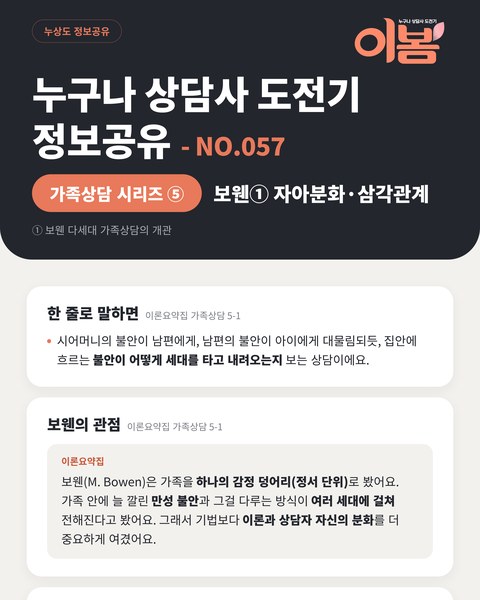 누상도 정보공유
누구나 상담사 도전기
이봄
누구나 상담사 도전기
정보공유 - NO.057
가족상담 시리즈 ⑤ 보웬① 자아분화·삼각관계
① 보웬 다세대 가족상담의 개관
한 줄로 말하면 이론요약집 가족상담 5-1
• 시어머니의 불안이 남편에게, 남편의 불안이 아이에게 대물림되듯, 집안에
흐르는 불안이 어떻게 세대를 타고 내려오는지 보는 상담이에요.
보웬의 관점 이론요약집 가족상담 5-1
이론요약집
보웬(M. Bowen)은 가족을 하나의 감정 덩어리(정서 단위)로 봤어요.
가족 안에 늘 깔린 만성 불안과 그걸 다루는 방식이 여러 세대에 걸쳐
전해진다고 봤어요. 그래서 기법보다 이론과 상담자 자신의 분화를 더
중요하게 여겼어요.